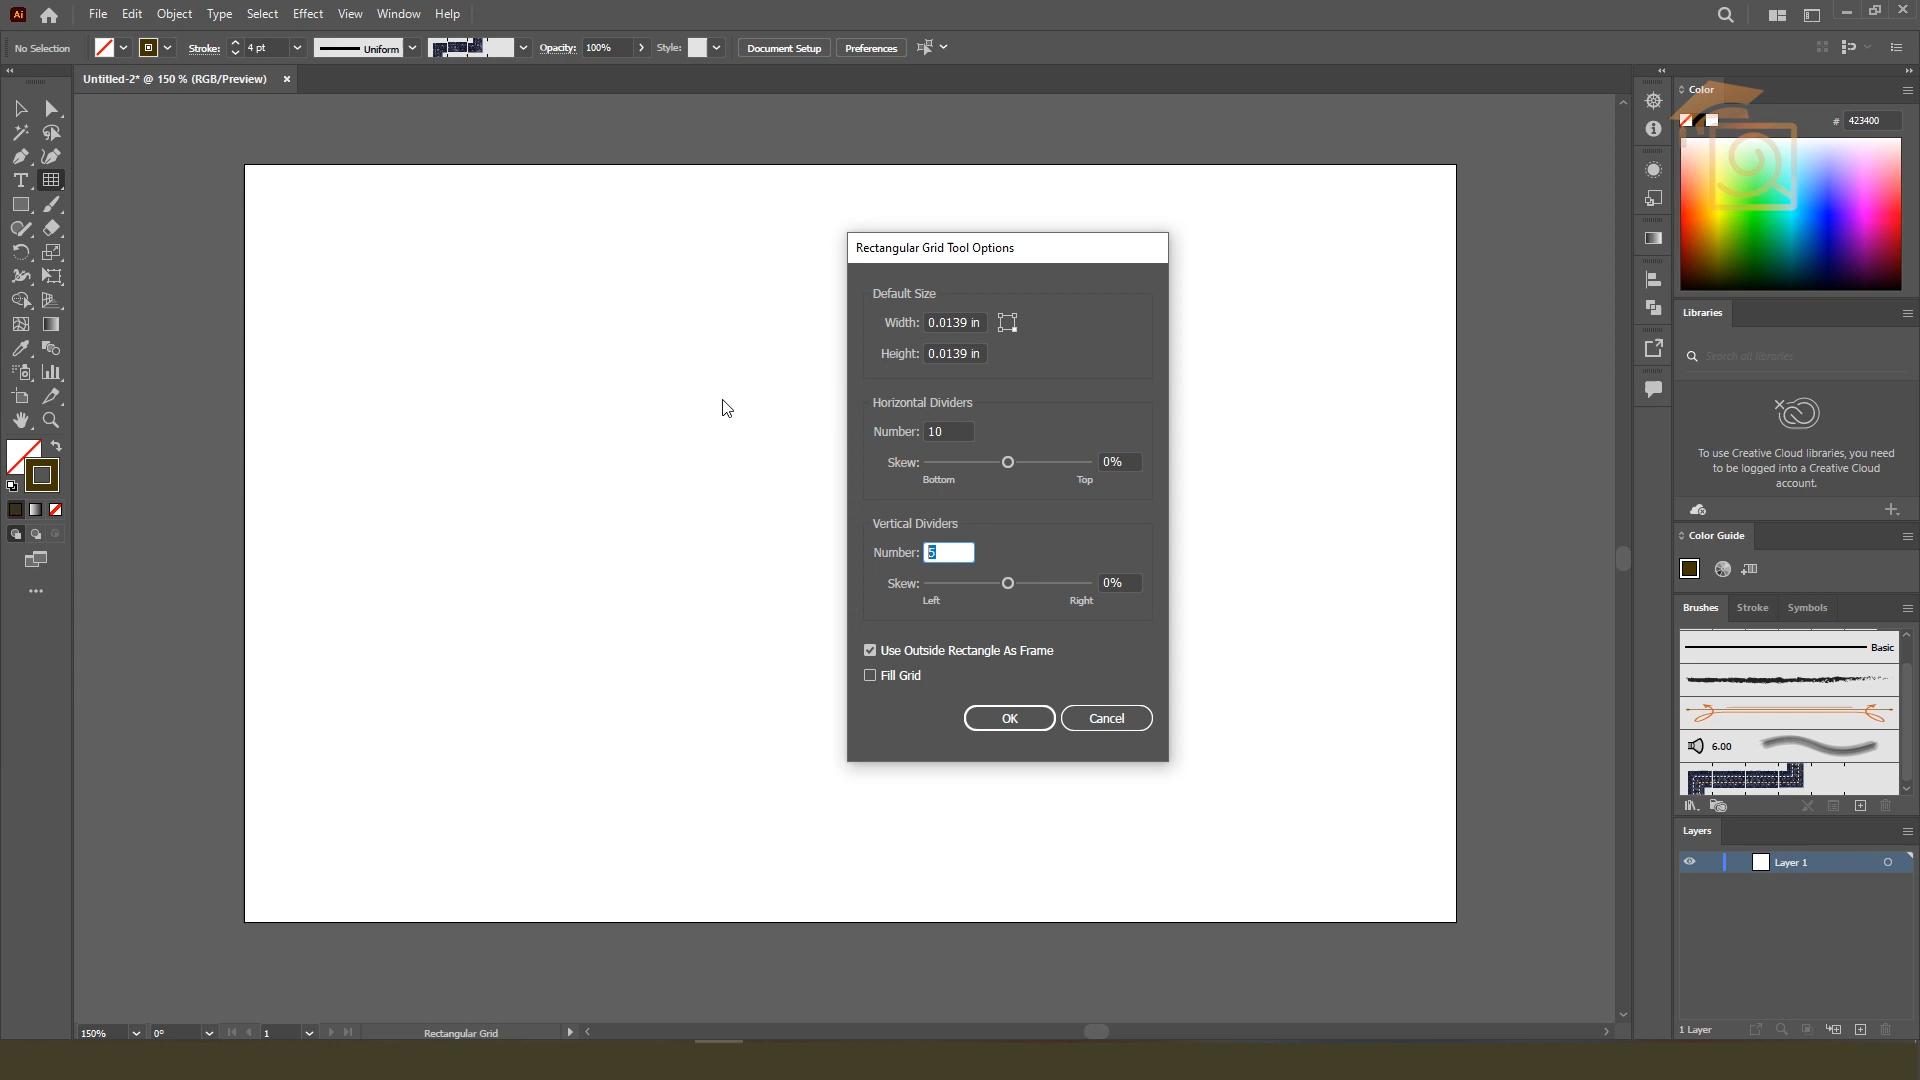 Ai File Edit Object Type Select Effect View Window Help
No Selection Stroke: 4 pt Uniform Opacity: 100% Style: Document Setup Preferences
Untitled-2* @ 150 % (RGB/Preview) ×
Color
# 423400
Rectangular Grid Tool Options
Default Size
Width: 0.0139 in
Height: 0.0139 in
Horizontal Dividers
Number: 10
Skew: 0%
Bottom Top
Vertical Dividers
Number: 5
Skew: 0%
Left Right
Use Outside Rectangle As Frame
Fill Grid
OK Cancel
Libraries
Search all libraries
To use Creative Cloud libraries, you need
to be logged into a Creative Cloud
account.
Color Guide
Brushes Stroke Symbols
Basic
6.00
Layers
Layer 1
1 Layer
150% 0° 1 Rectangular Grid